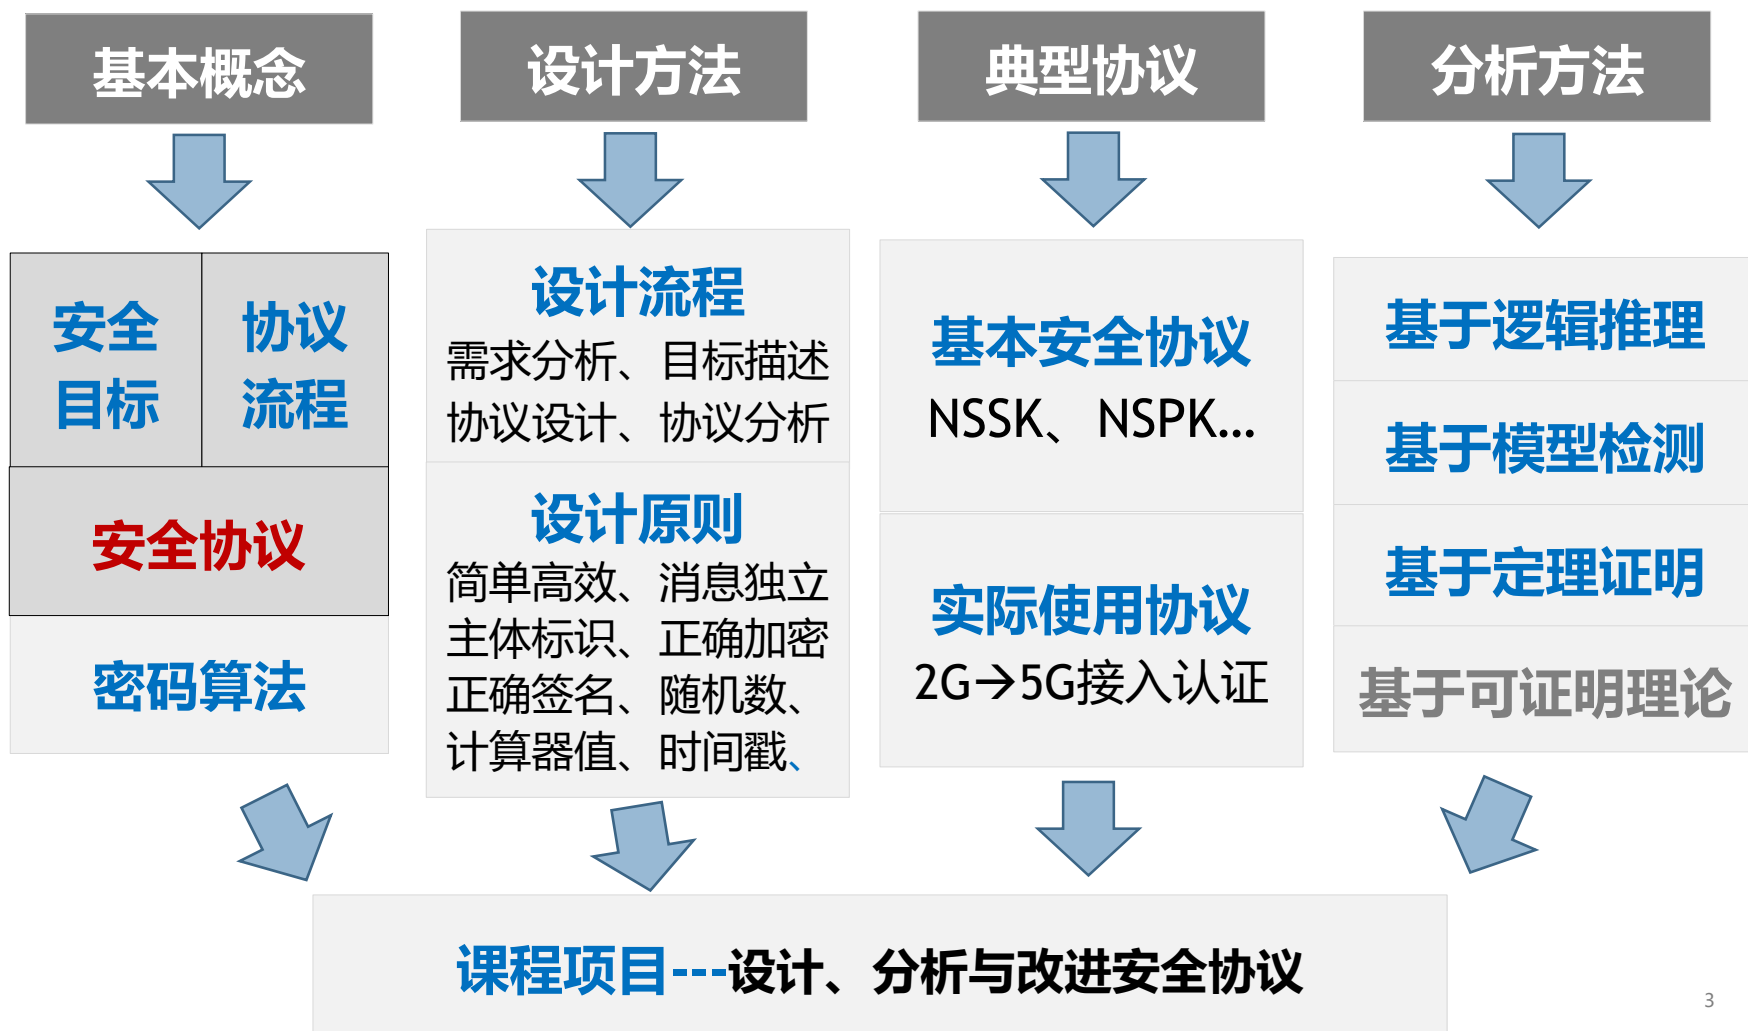 基本概念
设计方法
典型协议
分析方法
安全
目标
协议
流程
安全协议
密码算法
设计流程
需求分析、目标描述
协议设计、协议分析
设计原则
简单高效、消息独立
主体标识、正确加密
正确签名、随机数、
计算器值、时间戳、
基本安全协议
NSSK、NSPK...
实际使用协议
2G→5G接入认证
基于逻辑推理
基于模型检测
基于定理证明
基于可证明理论
课程项目---设计、分析与改进安全协议
3